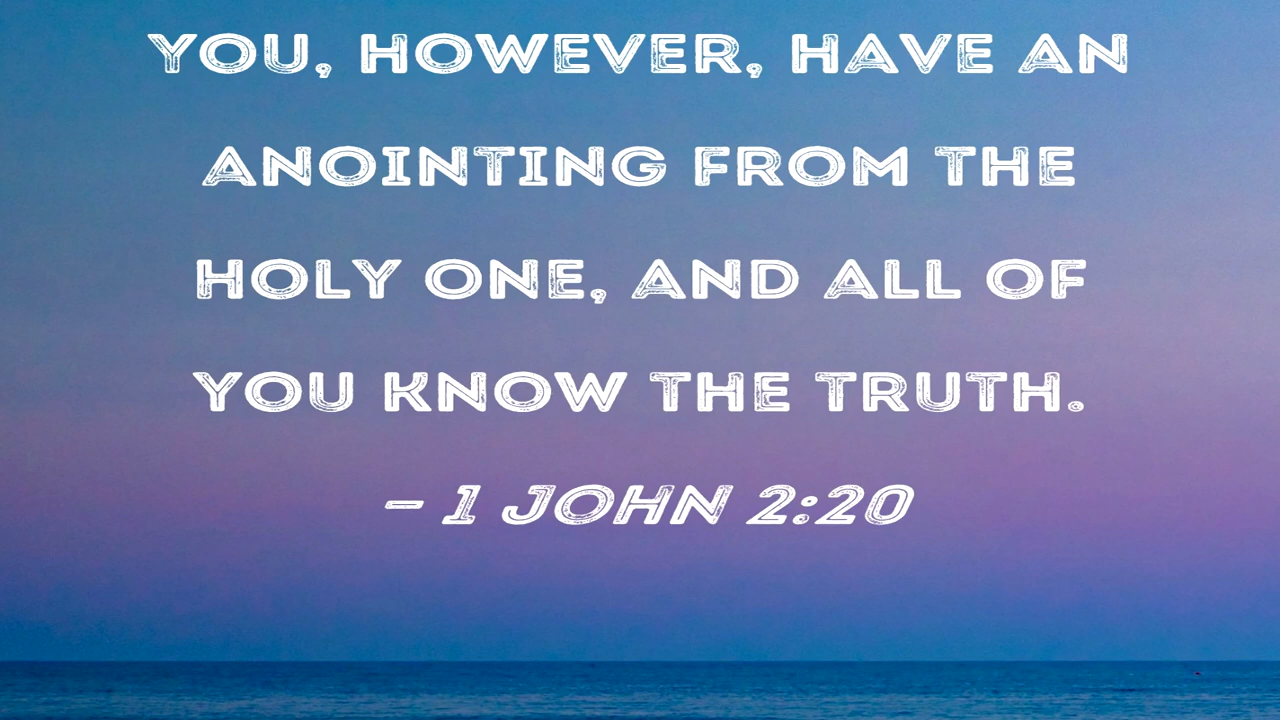 YOU, HOWEVER, HAVE AN
ANOINTING FROM THE
HOLY ONE, AND ALL OF
YOU KNOW THE TRUTH.
– 1 JOHN 2:20